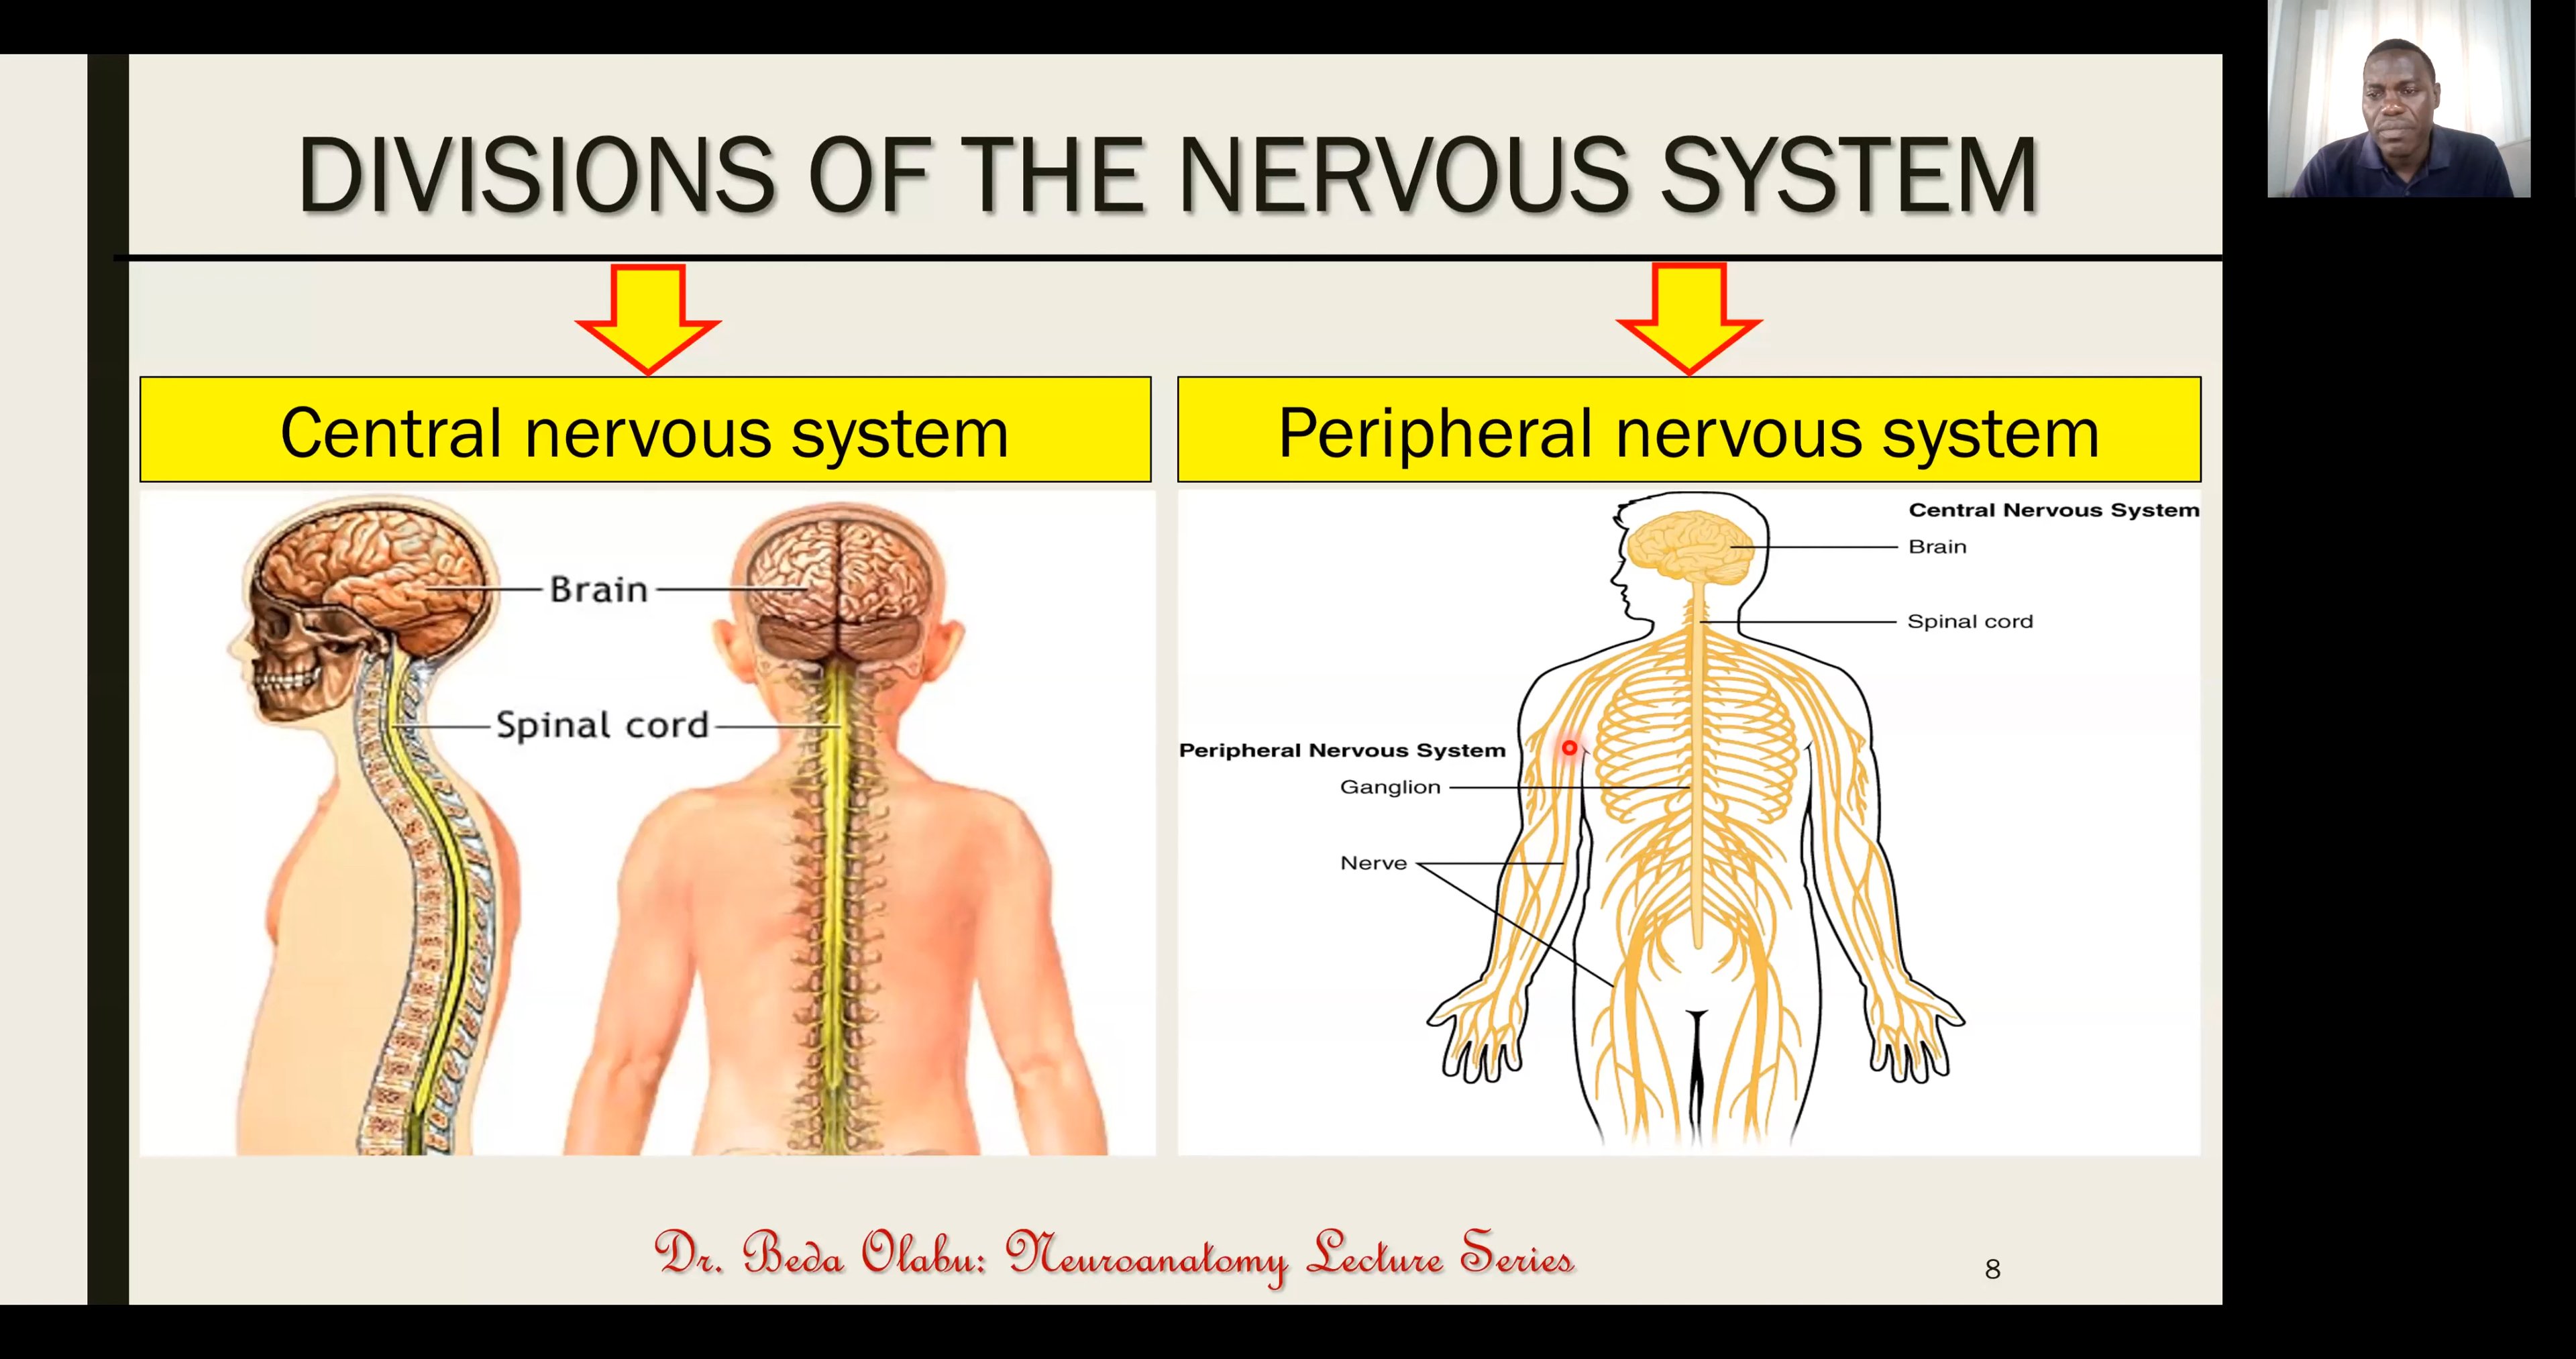 DIVISIONS OF THE NERVOUS SYSTEM
Central nervous system
Peripheral nervous system
Brain
Spinal cord
Central Nervous System
Brain
Spinal cord
Peripheral Nervous System
Ganglion
Nerve
Dr. Beda Olabu: Neuroanatomy Lecture Series
8